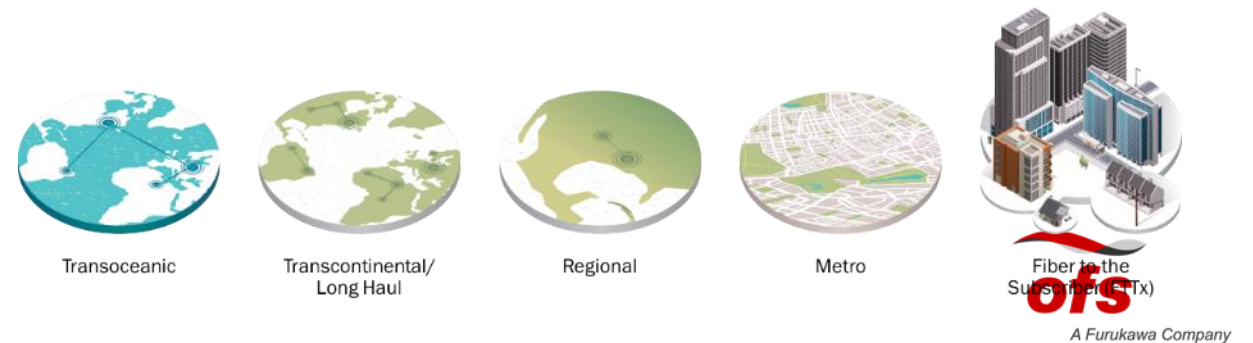 Transoceanic
Transcontinental/
Long Haul
Regional
Metro
Fiber to the
Subscriber (FTTx)
ofs
A Furukawa Company